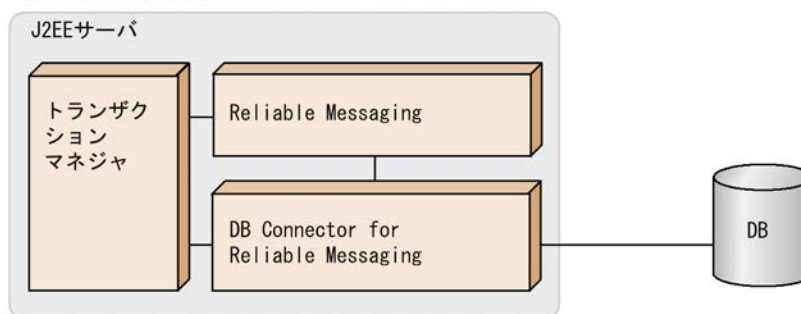 J2EEサーバ
トランザク
ション
マネジャ
Reliable Messaging
DB Connector for
Reliable Messaging
DB